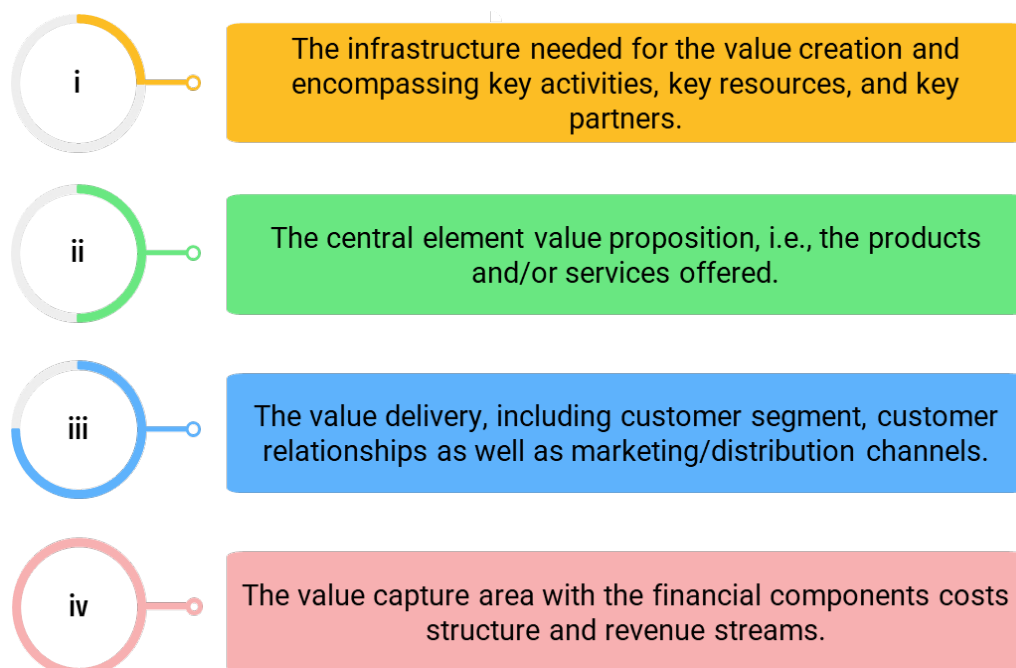 i
The infrastructure needed for the value creation and
encompassing key activities, key resources, and key
partners.
ii
The central element value proposition, i.e., the products
and/or services offered.
iii
The value delivery, including customer segment, customer
relationships as well as marketing/distribution channels.
iv
The value capture area with the financial components costs
structure and revenue streams.